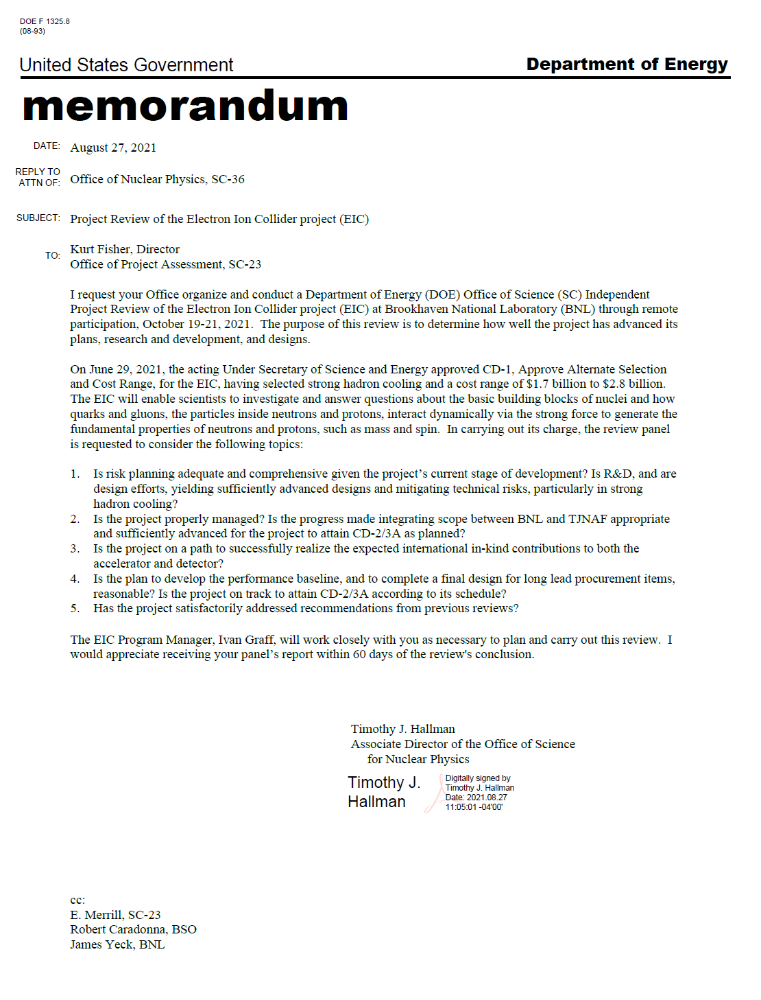 DOE F 1325.8
(08-93)
United States Government
Department of Energy
memorandum
DATE: August 27, 2021
REPLY TO
ATTN OF: Office of Nuclear Physics, SC-36
SUBJECT: Project Review of the Electron Ion Collider project (EIC)
TO: Kurt Fisher, Director
Office of Project Assessment, SC-23
I request your Office organize and conduct a Department of Energy (DOE) Office of Science (SC) Independent
Project Review of the Electron Ion Collider project (EIC) at Brookhaven National Laboratory (BNL) through remote
participation, October 19-21, 2021.  The purpose of this review is to determine how well the project has advanced its
plans, research and development, and designs.
On June 29, 2021, the acting Under Secretary of Science and Energy approved CD-1, Approve Alternate Selection
and Cost Range, for the EIC, having selected strong hadron cooling and a cost range of $1.7 billion to $2.8 billion.
The EIC will enable scientists to investigate and answer questions about the basic building blocks of nuclei and how
quarks and gluons, the particles inside neutrons and protons, interact dynamically via the strong force to generate the
fundamental properties of neutrons and protons, such as mass and spin.  In carrying out its charge, the review panel
is requested to consider the following topics:
1. Is risk planning adequate and comprehensive given the project’s current stage of development? Is R&D, and are
design efforts, yielding sufficiently advanced designs and mitigating technical risks, particularly in strong
hadron cooling?
2. Is the project properly managed? Is the progress made integrating scope between BNL and TJNAF appropriate
and sufficiently advanced for the project to attain CD-2/3A as planned?
3. Is the project on a path to successfully realize the expected international in-kind contributions to both the
accelerator and detector?
4. Is the plan to develop the performance baseline, and to complete a final design for long lead procurement items,
reasonable? Is the project on track to attain CD-2/3A according to its schedule?
5. Has the project satisfactorily addressed recommendations from previous reviews?
The EIC Program Manager, Ivan Graff, will work closely with you as necessary to plan and carry out this review.  I
would appreciate receiving your panel’s report within 60 days of the review's conclusion.
Timothy J. Hallman
Associate Director of the Office of Science
for Nuclear Physics
Timothy J.
Hallman
Digitally signed by
Timothy J. Hallman
Date: 2021.08.27
11:05:01 -04'00'
cc:
E. Merrill, SC-23
Robert Caradonna, BSO
James Yeck, BNL